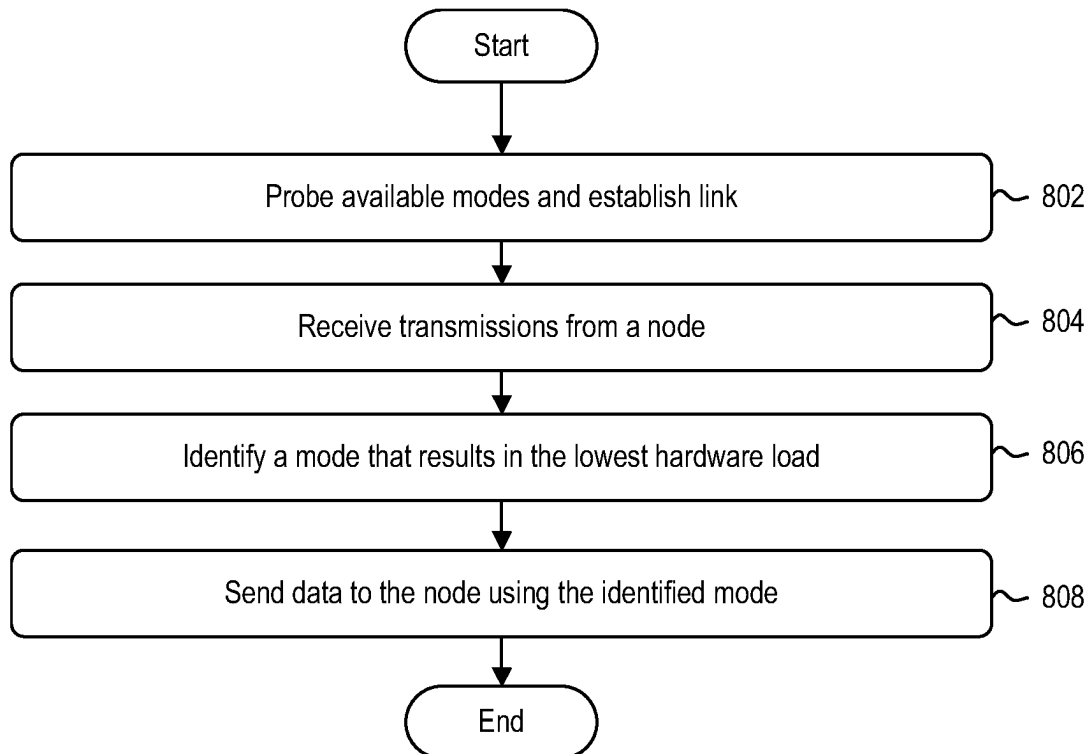 Start
Probe available modes and establish link
802
Receive transmissions from a node
804
Identify a mode that results in the lowest hardware load
806
Send data to the node using the identified mode
808
End